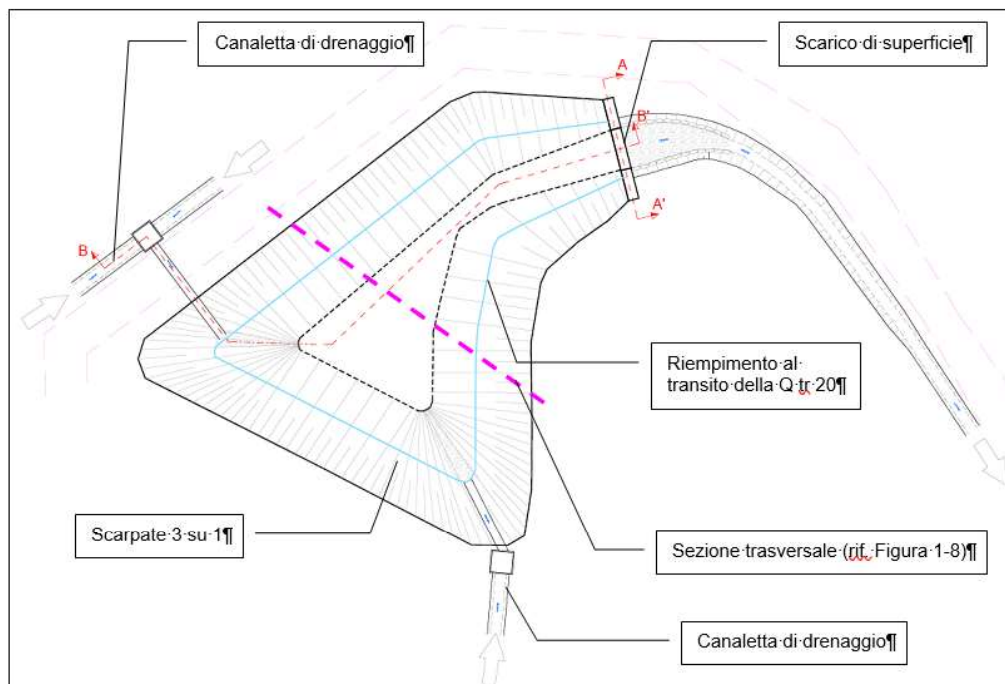 Canaletta di drenaggio¶
Scarico di superficie¶
A
B'
A'
B
Riempimento al
transito della Q tr 20¶
Scarpate 3 su 1¶
Sezione trasversale (rif. Figura 1-8)¶
Canaletta di drenaggio¶